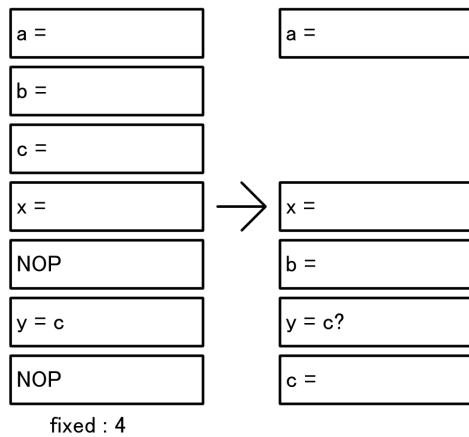 a =
b =
c =
x =
NOP
y = c
NOP
fixed : 4
a =
x =
b =
y = c?
c =